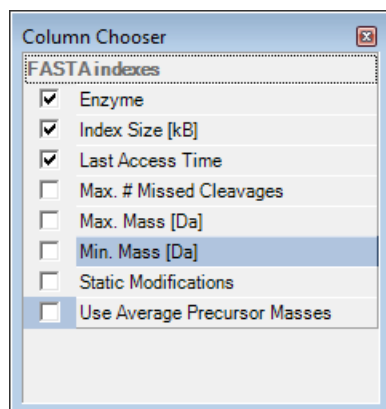 Column Chooser
FASTA indexes
Enzyme
Index Size [kB]
Last Access Time
Max. # Missed Cleavages
Max. Mass [Da]
Min. Mass [Da]
Static Modifications
Use Average Precursor Masses